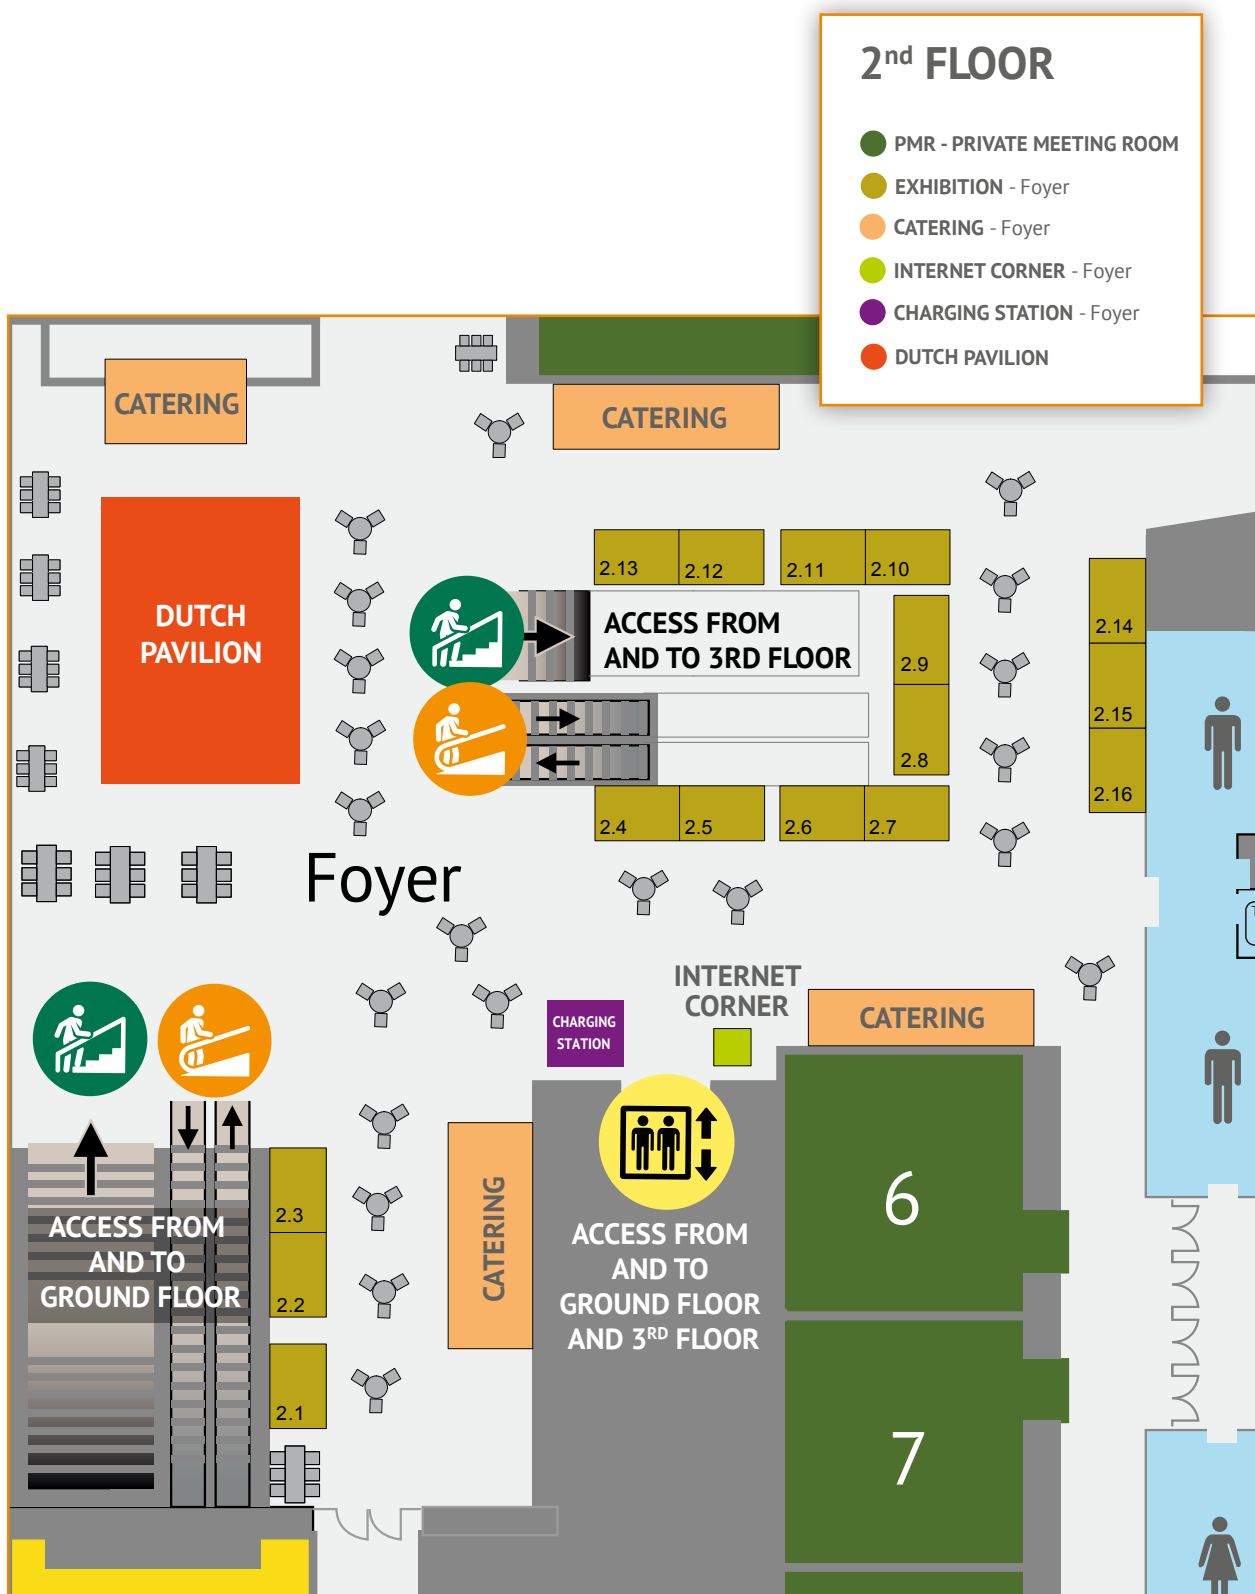 2nd FLOOR
PMR - PRIVATE MEETING ROOM
EXHIBITION - Foyer
CATERING - Foyer
INTERNET CORNER - Foyer
CHARGING STATION - Foyer
DUTCH PAVILION
CATERING
CATERING
DUTCH
PAVILION
2.13
2.12
2.11
2.10
ACCESS FROM
AND TO 3RD FLOOR
2.9
2.8
2.14
2.15
2.16
2.4
2.5
2.6
2.7
Foyer
INTERNET
CORNER
CHARGING
STATION
CATERING
CATERING
ACCESS FROM
AND TO
GROUND FLOOR
2.3
2.2
2.1
ACCESS FROM
AND TO
GROUND FLOOR
AND 3RD FLOOR
6
7